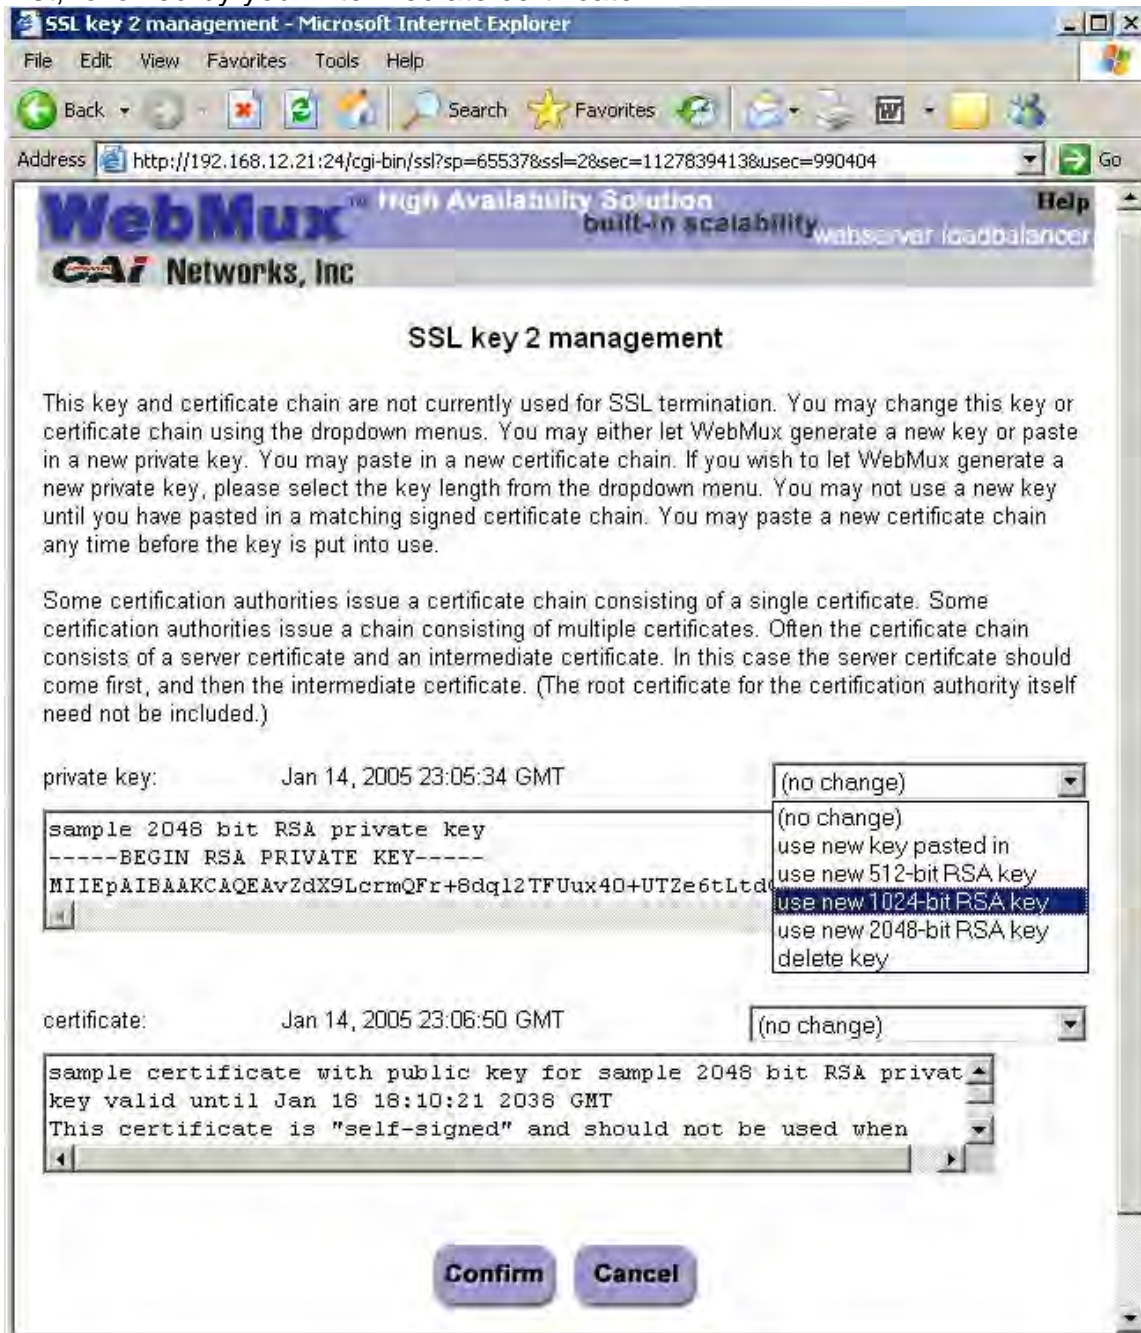 SSL key 2 management - Microsoft Internet Explorer
File Edit View Favorites Tools Help
Back Search Favorites
Address http://192.168.12.21:24/cgi-bin/ssl?sp=65537&ssl=2&sec=1127839413&usec=990404 Go
WebMux™ High Availability Solution Help
built-in scalability webserver loadbalancer
CAi Networks, Inc
SSL key 2 management
This key and certificate chain are not currently used for SSL termination. You may change this key or
certificate chain using the dropdown menus. You may either let WebMux generate a new key or paste
in a new private key. You may paste in a new certificate chain. If you wish to let WebMux generate a
new private key, please select the key length from the dropdown menu. You may not use a new key
until you have pasted in a matching signed certificate chain. You may paste a new certificate chain
any time before the key is put into use.
Some certification authorities issue a certificate chain consisting of a single certificate. Some
certification authorities issue a chain consisting of multiple certificates. Often the certificate chain
consists of a server certificate and an intermediate certificate. In this case the server certifcate should
come first, and then the intermediate certificate. (The root certificate for the certification authority itself
need not be included.)
private key: Jan 14, 2005 23:05:34 GMT (no change)
(no change)
use new key pasted in
use new 512-bit RSA key
use new 1024-bit RSA key
use new 2048-bit RSA key
delete key
sample 2048 bit RSA private key
-----BEGIN RSA PRIVATE KEY-----
MIIEpAIBAAKCAQEAvZdX9LcrmQFr+8dql2TFUux4O+UTZe6tLtd
certificate: Jan 14, 2005 23:06:50 GMT (no change)
sample certificate with public key for sample 2048 bit RSA privat
key valid until Jan 18 18:10:21 2038 GMT
This certificate is "self-signed" and should not be used when
Confirm Cancel